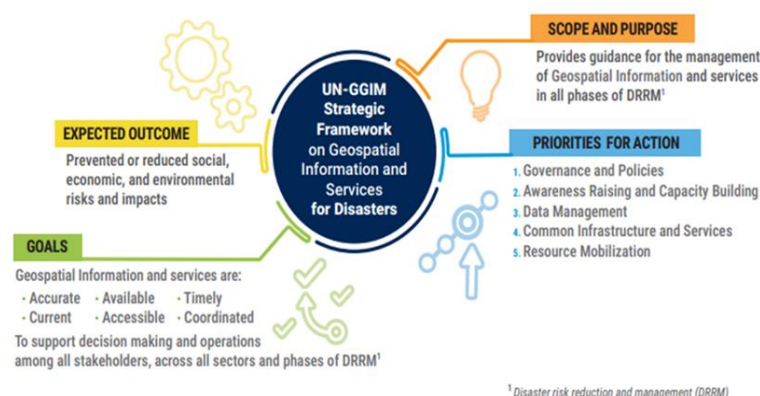 UN-GGIM
Strategic
Framework
on Geospatial
Information and
Services
for Disasters
SCOPE AND PURPOSE
Provides guidance for the management
of Geospatial Information and services
in all phases of DRRM¹
EXPECTED OUTCOME
Prevented or reduced social,
economic, and environmental
risks and impacts
PRIORITIES FOR ACTION
1. Governance and Policies
2. Awareness Raising and Capacity Building
3. Data Management
4. Common Infrastructure and Services
5. Resource Mobilization
GOALS
Geospatial Information and services are:
· Accurate · Available · Timely
· Current · Accessible · Coordinated
To support decision making and operations
among all stakeholders, across all sectors and phases of DRRM¹
¹ Disaster risk reduction and management (DRRM)